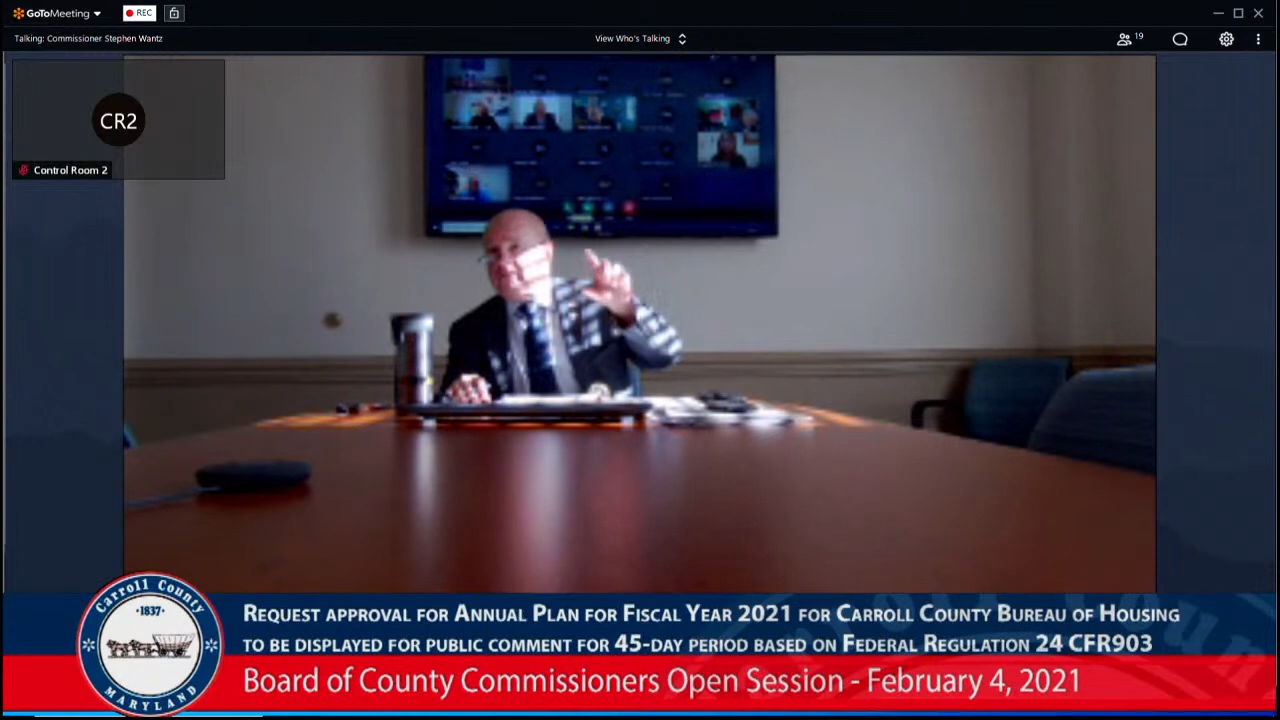 GoToMeeting
REC
Talking: Commissioner Stephen Wantz
View Who's Talking
19
CR2
Control Room 2
Carroll County
·1837·
MARYLAND
REQUEST APPROVAL FOR ANNUAL PLAN FOR FISCAL YEAR 2021 FOR CARROLL COUNTY BUREAU OF HOUSING
TO BE DISPLAYED FOR PUBLIC COMMENT FOR 45-DAY PERIOD BASED ON FEDERAL REGULATION 24 CFR903
Board of County Commissioners Open Session - February 4, 2021